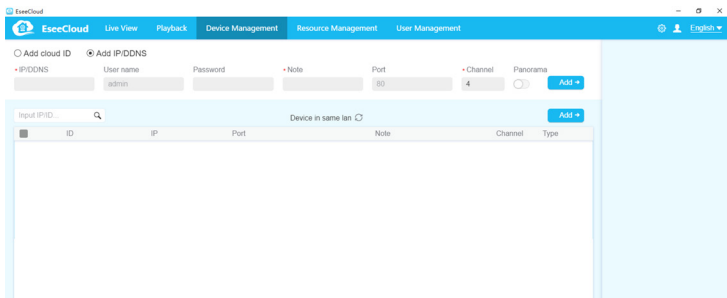 EseeCloud
EseeCloud Live View Playback Device Management Resource Management User Management English
Add cloud ID Add IP/DDNS
• IP/DDNS User name Password • Note Port • Channel Panorama
admin 80 4 Add
Input IP/ID... Device in same lan Add
ID IP Port Note Channel Type